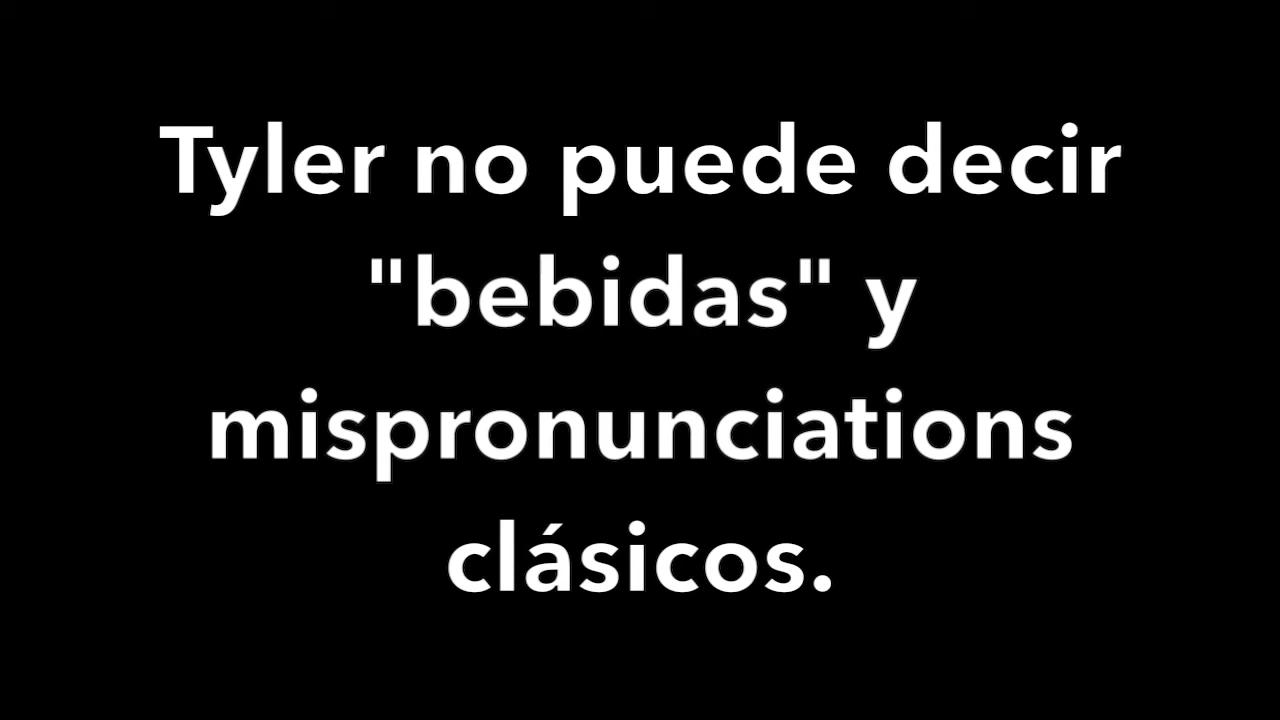 Tyler no puede decir
"bebidas" y
mispronunciations
clásicos.